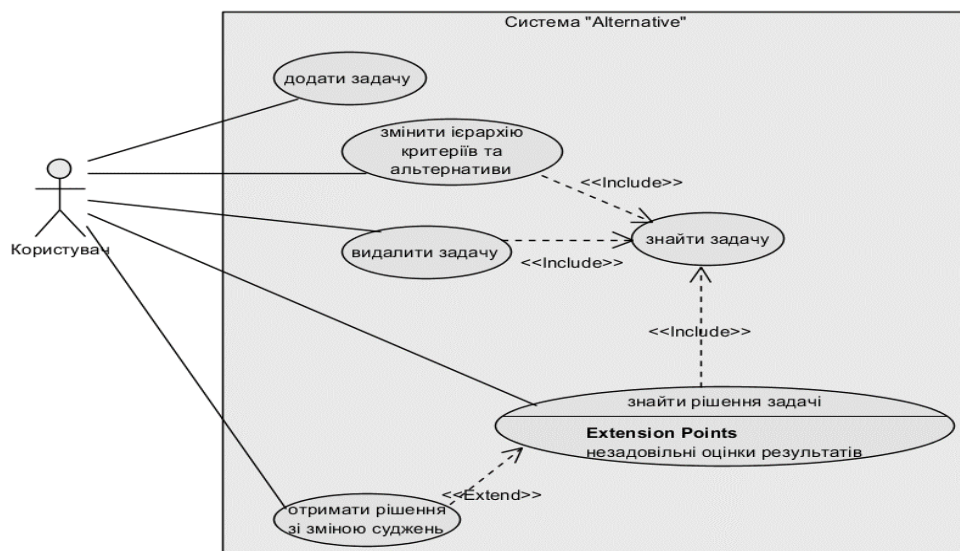 Система "Alternative"
додати задачу
змінити ієрархію
критеріїв та
альтернативи
<<Include>>
Користувач
видалити задачу
знайти задачу
<<Include>>
<<Include>>
знайти рішення задачі
Extension Points
незадовільні оцінки результатів
<<Extend>>
отримати рішення
зі зміною суджень